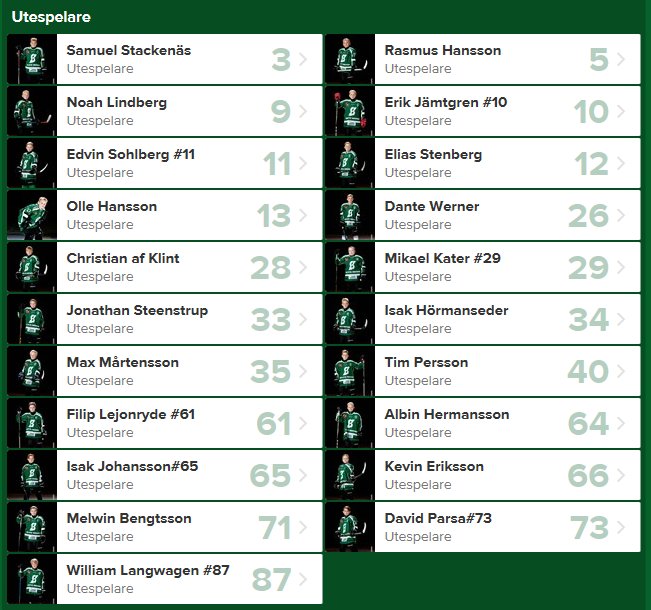 Utespelare
Samuel Stackenäs
Utespelare
3
Rasmus Hansson
Utespelare
5
Noah Lindberg
Utespelare
9
Erik Jämtgren #10
Utespelare
10
Edvin Sohlberg #11
Utespelare
11
Elias Stenberg
Utespelare
12
Olle Hansson
Utespelare
13
Dante Werner
Utespelare
26
Christian af Klint
Utespelare
28
Mikael Kater #29
Utespelare
29
Jonathan Steenstrup
Utespelare
33
Isak Hörmanseder
Utespelare
34
Max Mårtensson
Utespelare
35
Tim Persson
Utespelare
40
Filip Lejonryde #61
Utespelare
61
Albin Hermansson
Utespelare
64
Isak Johansson#65
Utespelare
65
Kevin Eriksson
Utespelare
66
Melwin Bengtsson
Utespelare
71
David Parsa#73
Utespelare
73
William Langwagen #87
Utespelare
87